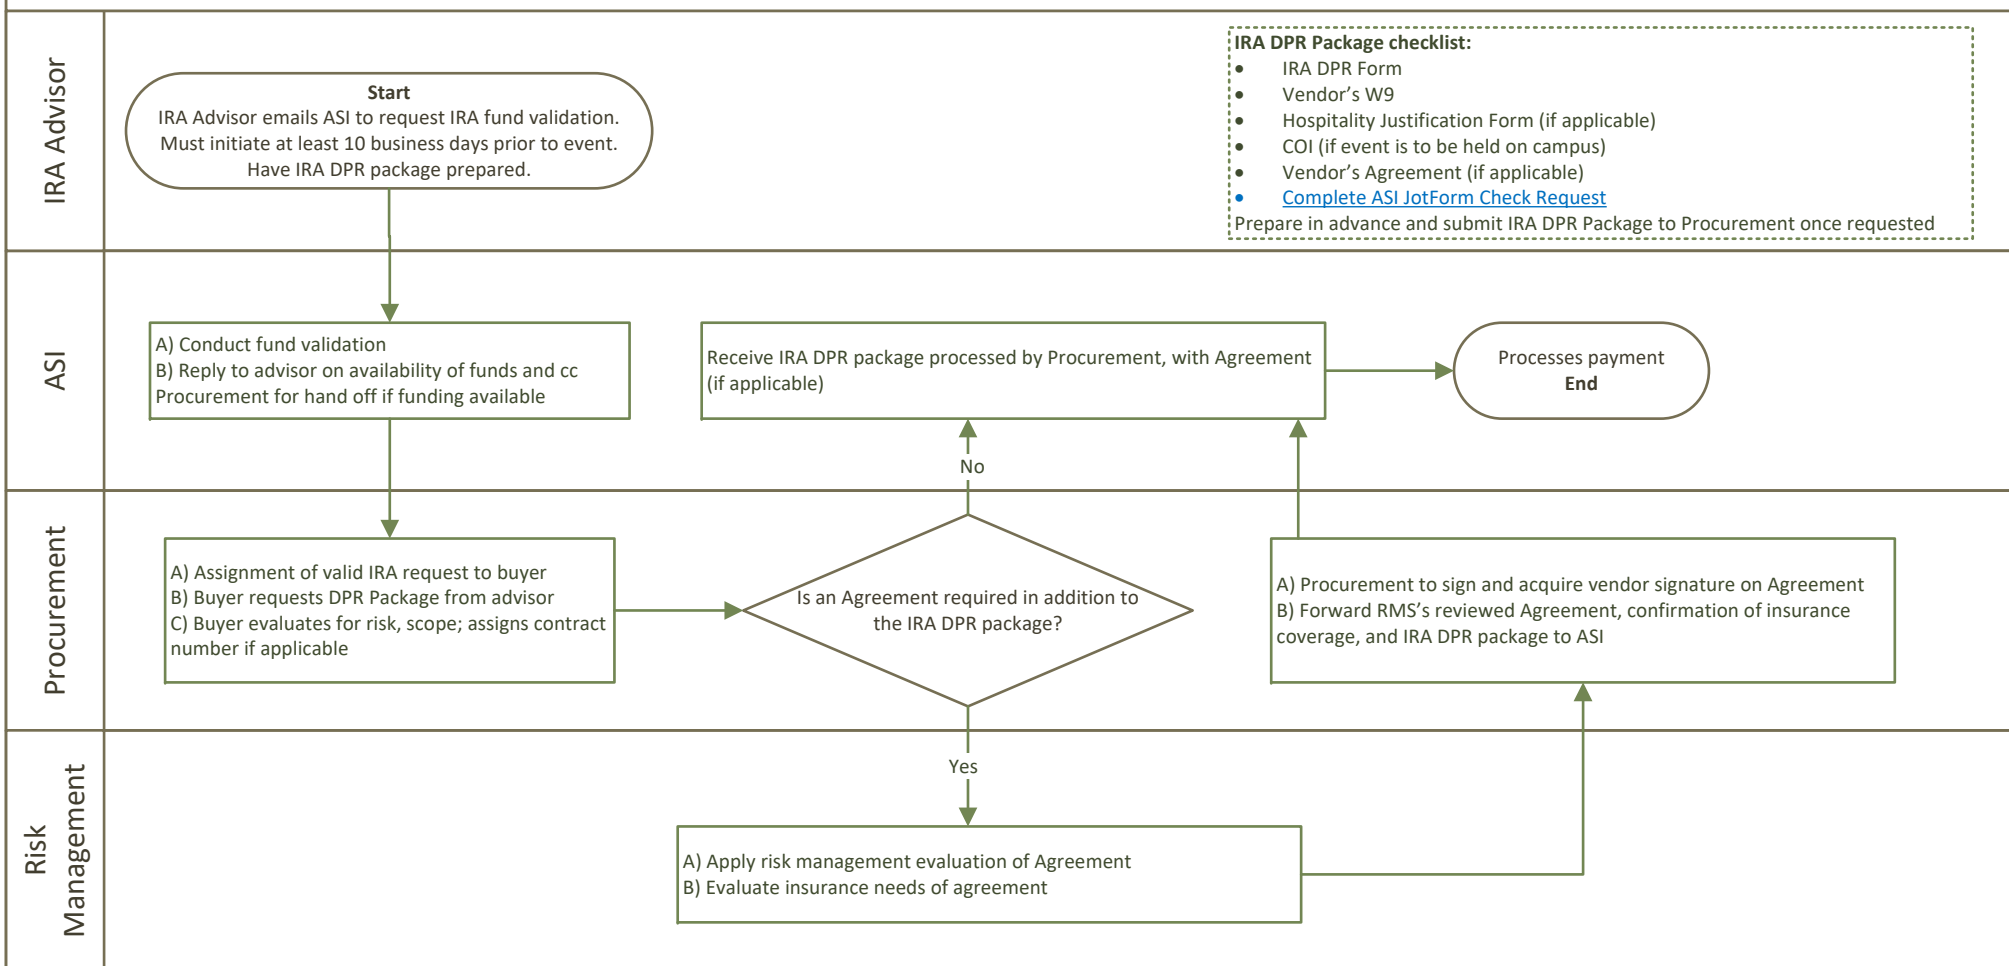 IRA Advisor
Start
IRA Advisor emails ASI to request IRA fund validation.
Must initiate at least 10 business days prior to event.
Have IRA DPR package prepared.
IRA DPR Package checklist:
• IRA DPR Form
• Vendor's W9
• Hospitality Justification Form (if applicable)
• COI (if event is to be held on campus)
• Vendor's Agreement (if applicable)
• Complete ASI JotForm Check Request
Prepare in advance and submit IRA DPR Package to Procurement once requested
ASI
A) Conduct fund validation
B) Reply to advisor on availability of funds and cc
Procurement for hand off if funding available
Receive IRA DPR package processed by Procurement, with Agreement
(if applicable)
Processes payment
End
No
Procurement
A) Assignment of valid IRA request to buyer
B) Buyer requests DPR Package from advisor
C) Buyer evaluates for risk, scope; assigns contract
number if applicable
Is an Agreement required in addition to
the IRA DPR package?
A) Procurement to sign and acquire vendor signature on Agreement
B) Forward RMS's reviewed Agreement, confirmation of insurance
coverage, and IRA DPR package to ASI
Yes
Risk
Management
A) Apply risk management evaluation of Agreement
B) Evaluate insurance needs of agreement